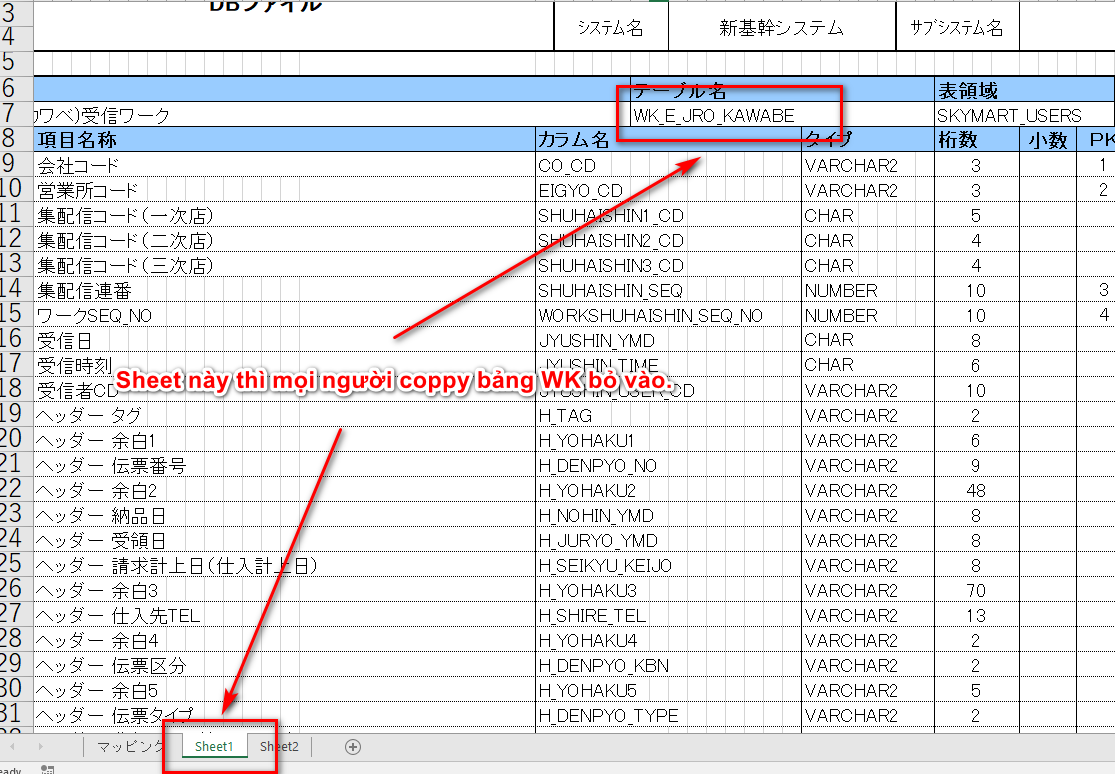 3 DBファイル
4 システム名 新基幹システム サブシステム名
5
6 テーブル名 表領域
7 ワベ)受信ワーク WK_E_JRO_KAWABE SKYMART_USERS
8 項目名称 カラム名 タイプ 桁数 小数 PK
9 会社コード CO_CD VARCHAR2 3 1
10 営業所コード EIGYO_CD VARCHAR2 3 2
11 集配信コード(一次店) SHUHAISHIN1_CD CHAR 5
12 集配信コード(二次店) SHUHAISHIN2_CD CHAR 4
13 集配信コード(三次店) SHUHAISHIN3_CD CHAR 4
14 集配信連番 SHUHAISHIN_SEQ NUMBER 10 3
15 ワークSEQ_NO WORKSHUHAISHIN_SEQ_NO NUMBER 10 4
16 受信日 JYUSHIN_YMD CHAR 8
17 受信時刻 JYUSHIN_TIME CHAR 6
Sheet này thì mọi người coppy bảng WK bỏ vào.
18 受信者CD JYUSHIN_USER_CD VARCHAR2 10
19 ヘッダー タグ H_TAG VARCHAR2 2
20 ヘッダー 余白1 H_YOHAKU1 VARCHAR2 6
21 ヘッダー 伝票番号 H_DENPYO_NO VARCHAR2 9
22 ヘッダー 余白2 H_YOHAKU2 VARCHAR2 48
23 ヘッダー 納品日 H_NOHIN_YMD VARCHAR2 8
24 ヘッダー 受領日 H_JURYO_YMD VARCHAR2 8
25 ヘッダー 請求計上日(仕入計上日) H_SEIKYU_KEIJO VARCHAR2 8
26 ヘッダー 余白3 H_YOHAKU3 VARCHAR2 70
27 ヘッダー 仕入先TEL H_SHIRE_TEL VARCHAR2 13
28 ヘッダー 余白4 H_YOHAKU4 VARCHAR2 2
29 ヘッダー 伝票区分 H_DENPYO_KBN VARCHAR2 2
30 ヘッダー 余白5 H_YOHAKU5 VARCHAR2 5
31 ヘッダー 伝票タイプ H_DENPYO_TYPE VARCHAR2 2
マッピング Sheet1 Sheet2